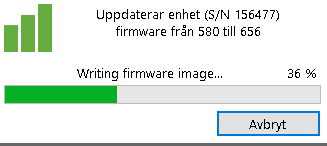 Uppdaterar enhet (S/N 156477)
firmware från 580 till 656
Writing firmware image... 36 %
Avbryt